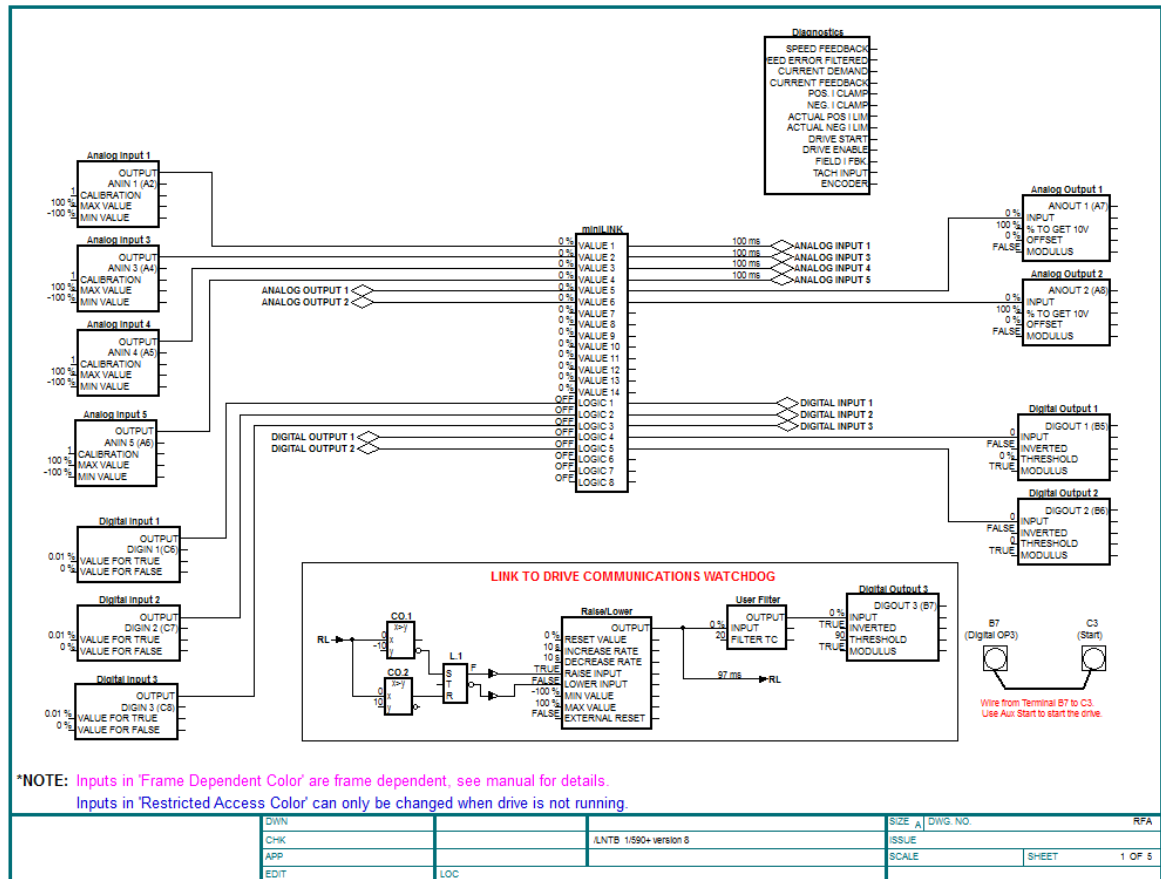 Diagnostics
SPEED FEEDBACK
EED ERROR FILTERED
CURRENT DEMAND
CURRENT FEEDBACK
POS. I CLAMP
NEG. I CLAMP
ACTUAL POS I LIM
ACTUAL NEG I LIM
DRIVE START
DRIVE ENABLE
FIELD I FBK.
TACH INPUT
ENCODER
Analog Input 1
OUTPUT
ANIN 1 (A2)
1 CALIBRATION
100 % MAX VALUE
-100 % MIN VALUE
Analog Input 3
OUTPUT
ANIN 3 (A4)
1 CALIBRATION
100 % MAX VALUE
-100 % MIN VALUE
Analog Input 4
OUTPUT
ANIN 4 (A5)
1 CALIBRATION
100 % MAX VALUE
-100 % MIN VALUE
Analog Input 5
OUTPUT
ANIN 5 (A6)
1 CALIBRATION
100 % MAX VALUE
-100 % MIN VALUE
Digital Input 1
OUTPUT
DIGIN 1 (C6)
0.01 % VALUE FOR TRUE
0 % VALUE FOR FALSE
Digital Input 2
OUTPUT
DIGIN 2 (C7)
0.01 % VALUE FOR TRUE
0 % VALUE FOR FALSE
Digital Input 3
OUTPUT
DIGIN 3 (C8)
0.01 % VALUE FOR TRUE
0 % VALUE FOR FALSE
ANALOG OUTPUT 1
ANALOG OUTPUT 2
DIGITAL OUTPUT 1
DIGITAL OUTPUT 2
miniLINK
0 % VALUE 1
0 % VALUE 2
0 % VALUE 3
0 % VALUE 4
0 % VALUE 5
0 % VALUE 6
0 % VALUE 7
0 % VALUE 8
0 % VALUE 9
0 % VALUE 10
0 % VALUE 11
0 % VALUE 12
0 % VALUE 13
0 % VALUE 14
OFF LOGIC 1
OFF LOGIC 2
OFF LOGIC 3
OFF LOGIC 4
OFF LOGIC 5
OFF LOGIC 6
OFF LOGIC 7
OFF LOGIC 8
100 ms ANALOG INPUT 1
100 ms ANALOG INPUT 3
100 ms ANALOG INPUT 4
100 ms ANALOG INPUT 5
DIGITAL INPUT 1
DIGITAL INPUT 2
DIGITAL INPUT 3
Analog Output 1
ANOUT 1 (A7)
0 % INPUT
100 % % TO GET 10V
0 % OFFSET
FALSE MODULUS
Analog Output 2
ANOUT 2 (A8)
0 % INPUT
100 % % TO GET 10V
0 % OFFSET
FALSE MODULUS
Digital Output 1
DIGOUT 1 (B5)
0 INPUT
FALSE INVERTED
0 % THRESHOLD
TRUE MODULUS
Digital Output 2
DIGOUT 2 (B6)
0 INPUT
FALSE INVERTED
0 THRESHOLD
TRUE MODULUS
LINK TO DRIVE COMMUNICATIONS WATCHDOG
RL
CO.1
x>y
0 x
-10 y
CO.2
x>y
0 x
10 y
L.1
S
T
R
F
Raise/Lower
OUTPUT
0 % RESET VALUE
10 s INCREASE RATE
10 s DECREASE RATE
TRUE RAISE INPUT
FALSE LOWER INPUT
-100 % MIN VALUE
100 % MAX VALUE
FALSE EXTERNAL RESET
97 ms RL
User Filter
OUTPUT
0 % INPUT
20 FILTER TC
Digital Output 3
DIGOUT 3 (B7)
0 % INPUT
TRUE INVERTED
90 THRESHOLD
TRUE MODULUS
B7
(Digital OP3)
C3
(Start)
Wire from Terminal B7 to C3.
Use Aux Start to start the drive.
*NOTE: Inputs in 'Frame Dependent Color' are frame dependent, see manual for details.
Inputs in 'Restricted Access Color' can only be changed when drive is not running.
DWN
CHK
APP
EDIT
LOC
/LNTB 1/590+ version 8
SIZE A DWG. NO. RFA
ISSUE
SCALE SHEET 1 OF 5